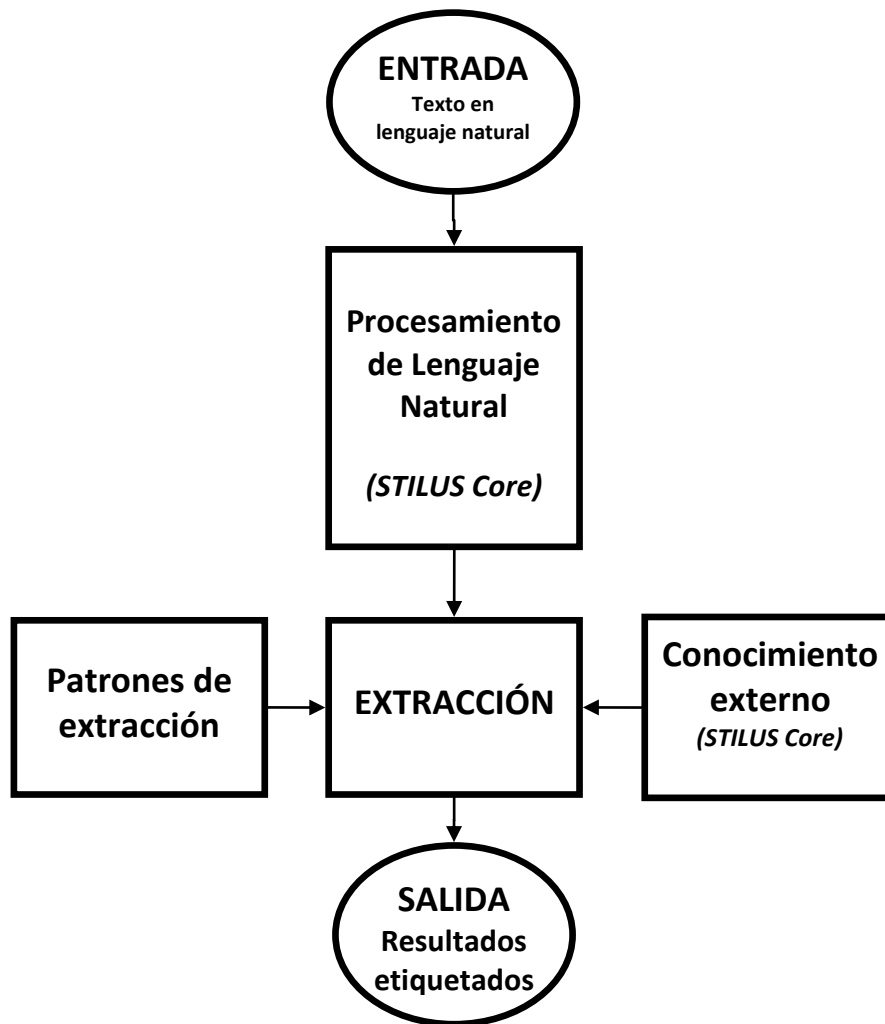 ENTRADA
Texto en
lenguaje natural
Procesamiento
de Lenguaje
Natural
(STILUS Core)
Patrones de
extracción
EXTRACCIÓN
Conocimiento
externo
(STILUS Core)
SALIDA
Resultados
etiquetados